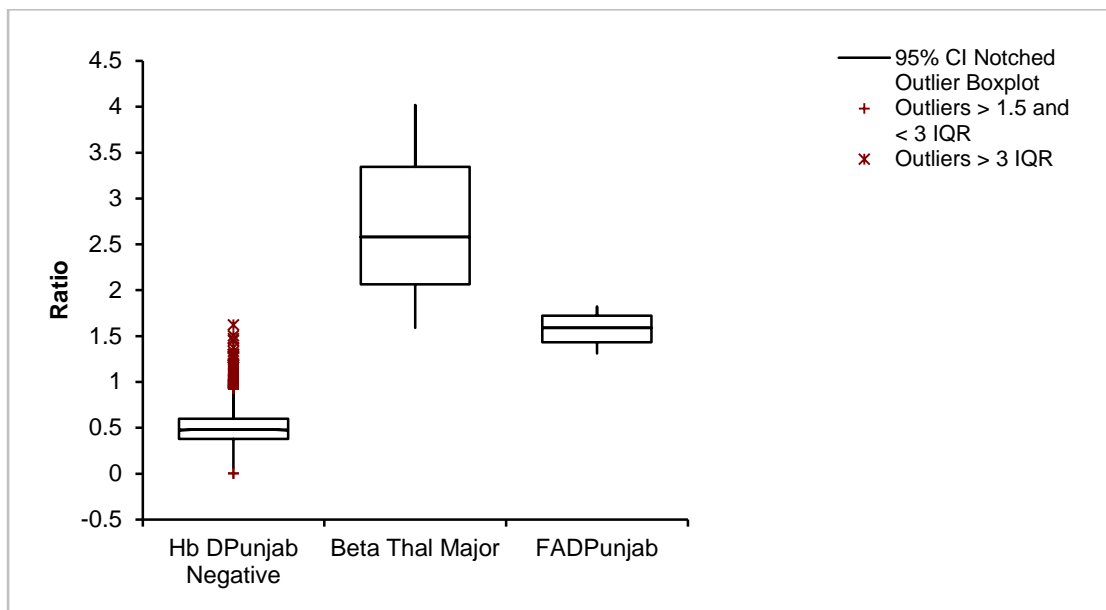 4.5
4
3.5
3
2.5
2
1.5
1
0.5
0
-0.5
Ratio
Hb DPunjab
Negative
Beta Thal Major
FADPunjab
95% CI Notched
Outlier Boxplot
Outliers > 1.5 and
< 3 IQR
Outliers > 3 IQR